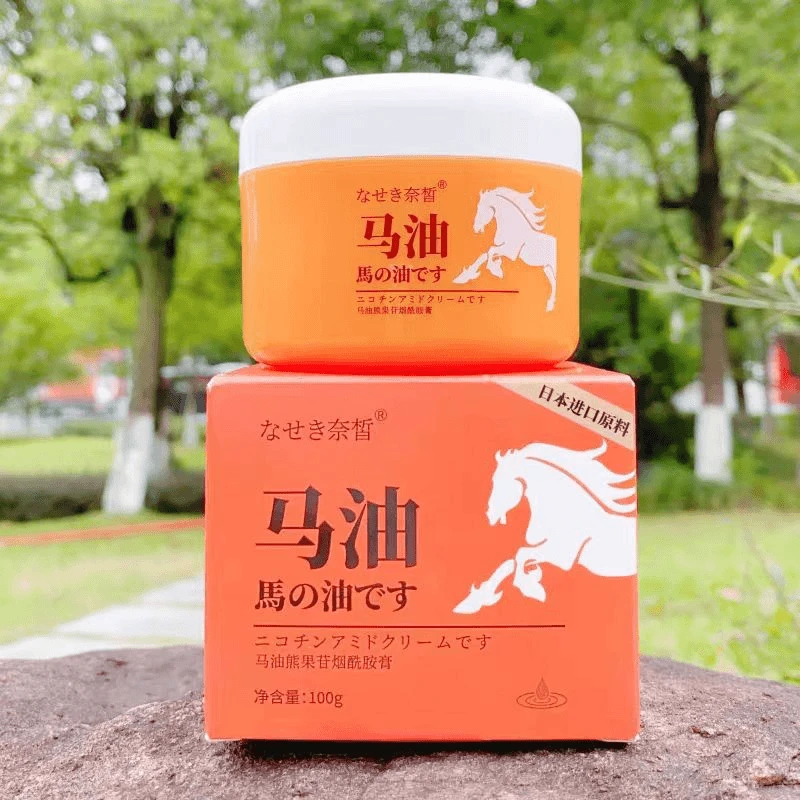 なせき奈皙®
马油
馬の油です
ニコチンアミドクリームです
马油熊果苷烟酰胺膏
日本进口原料
なせき奈皙®
马油
馬の油です
ニコチンアミドクリームです
马油熊果苷烟酰胺膏
净含量:100g